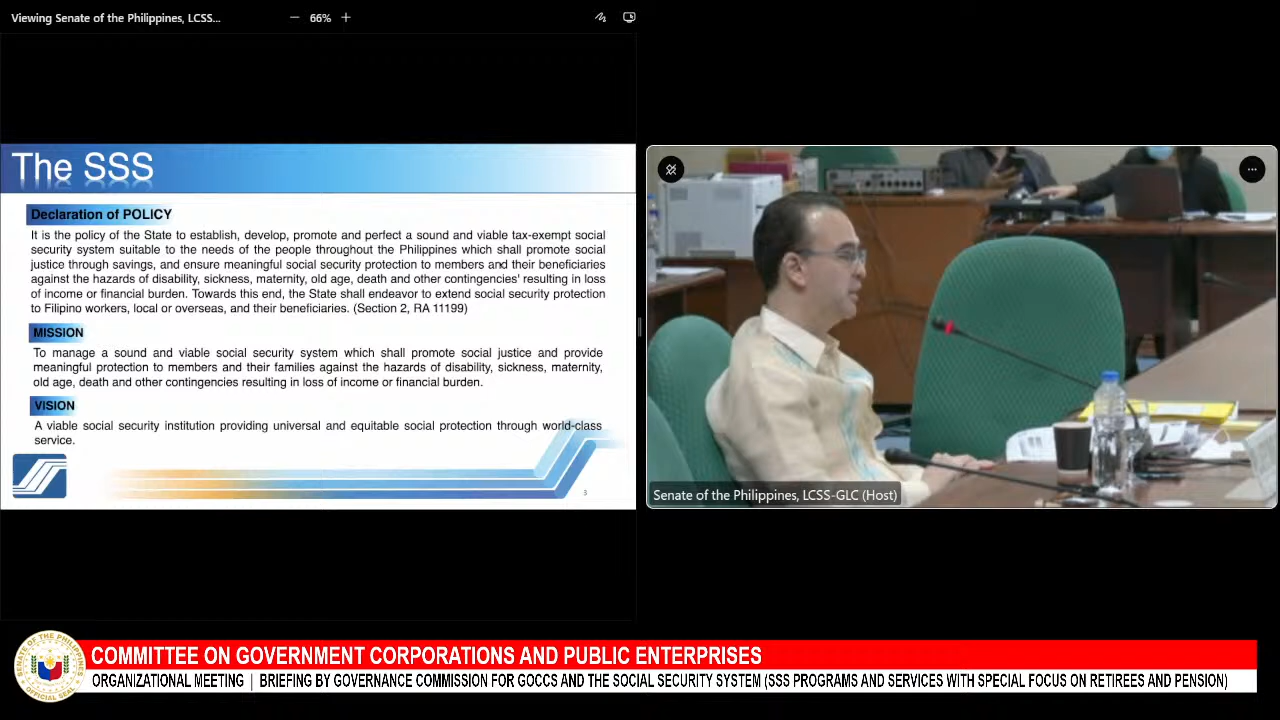 Viewing Senate of the Philippines, LCSS...
66%
The SSS
Declaration of POLICY
It is the policy of the State to establish, develop, promote and perfect a sound and viable tax-exempt social
security system suitable to the needs of the people throughout the Philippines which shall promote social
justice through savings, and ensure meaningful social security protection to members and their beneficiaries
against the hazards of disability, sickness, maternity, old age, death and other contingencies' resulting in loss
of income or financial burden. Towards this end, the State shall endeavor to extend social security protection
to Filipino workers, local or overseas, and their beneficiaries. (Section 2, RA 11199)
MISSION
To manage a sound and viable social security system which shall promote social justice and provide
meaningful protection to members and their families against the hazards of disability, sickness, maternity,
old age, death and other contingencies resulting in loss of income or financial burden.
VISION
A viable social security institution providing universal and equitable social protection through world-class
service.
3
Senate of the Philippines, LCSS-GLC (Host)
SENATE OF THE PHILIPPINES
OFFICIAL SEAL
COMMITTEE ON GOVERNMENT CORPORATIONS AND PUBLIC ENTERPRISES
ORGANIZATIONAL MEETING | BRIEFING BY GOVERNANCE COMMISSION FOR GOCCS AND THE SOCIAL SECURITY SYSTEM (SSS PROGRAMS AND SERVICES WITH SPECIAL FOCUS ON RETIREES AND PENSION)